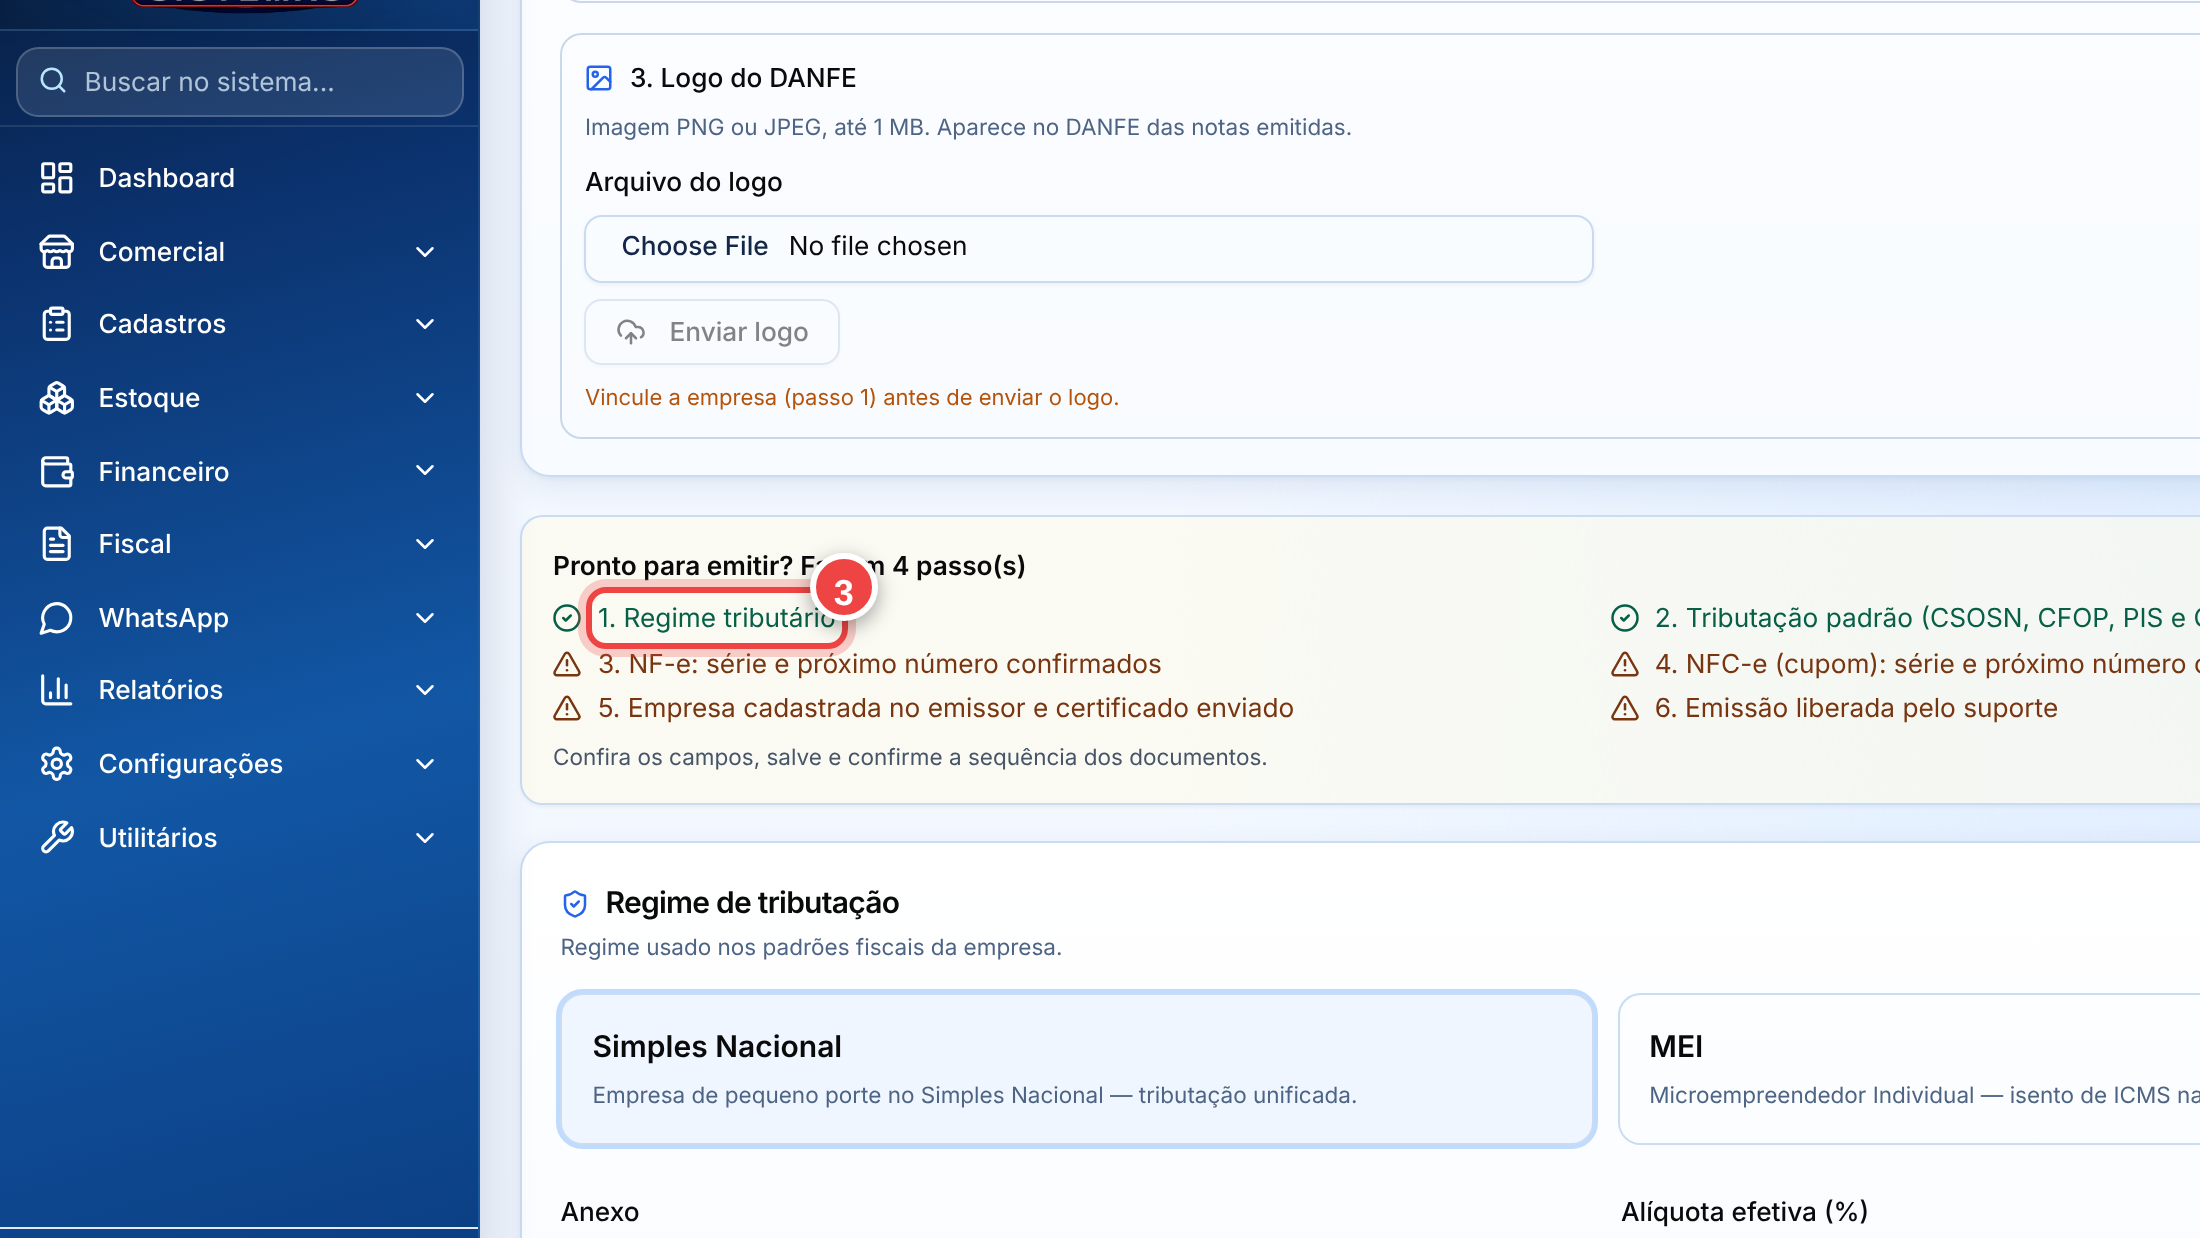 Buscar no sistema...
Dashboard
Comercial
Cadastros
Estoque
Financeiro
Fiscal
WhatsApp
Relatórios
Configurações
Utilitários
3. Logo do DANFE
Imagem PNG ou JPEG, até 1 MB. Aparece no DANFE das notas emitidas.
Arquivo do logo
Choose File No file chosen
Enviar logo
Vincule a empresa (passo 1) antes de enviar o logo.
Pronto para emitir? 4 passo(s)
3
1. Regime tributário
2. Tributação padrão (CSOSN, CFOP, PIS e
3. NF-e: série e próximo número confirmados
4. NFC-e (cupom): série e próximo número
5. Empresa cadastrada no emissor e certificado enviado
6. Emissão liberada pelo suporte
Confira os campos, salve e confirme a sequência dos documentos.
Regime de tributação
Regime usado nos padrões fiscais da empresa.
Simples Nacional
Empresa de pequeno porte no Simples Nacional — tributação unificada.
MEI
Microempreendedor Individual — isento de ICMS
Anexo
Alíquota efetiva (%)